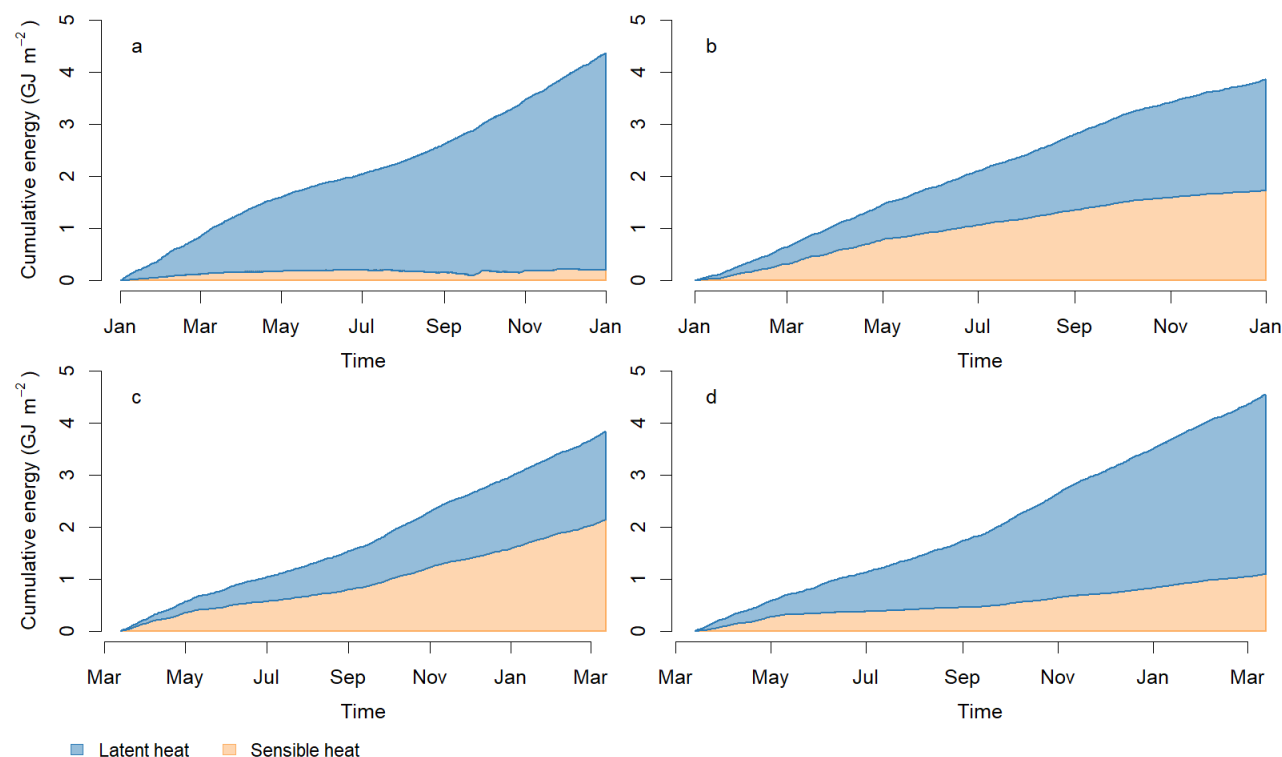 Cumulative energy (GJ m⁻² )
5
4
3
2
1
0
a
Jan Mar May Jul Sep Nov Jan
Time
5
4
3
2
1
0
b
Jan Mar May Jul Sep Nov Jan
Time
Cumulative energy (GJ m⁻² )
5
4
3
2
1
0
c
Mar May Jul Sep Nov Jan Mar
Time
5
4
3
2
1
0
d
Mar May Jul Sep Nov Jan Mar
Time
Latent heat Sensible heat